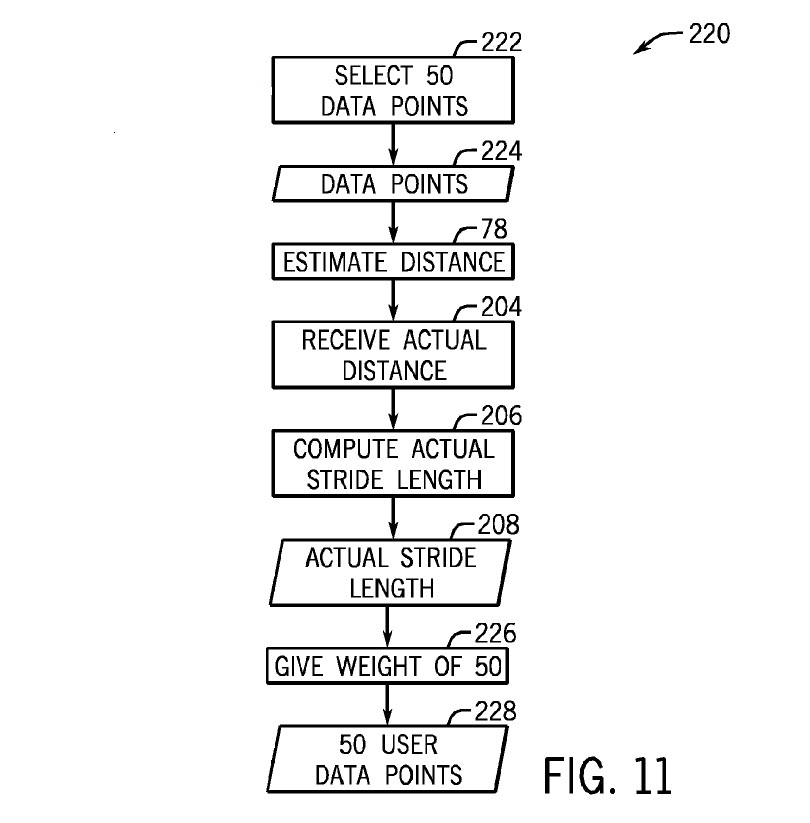 220
222
SELECT 50
DATA POINTS
224
DATA POINTS
78
ESTIMATE DISTANCE
204
RECEIVE ACTUAL
DISTANCE
206
COMPUTE ACTUAL
STRIDE LENGTH
208
ACTUAL STRIDE
LENGTH
226
GIVE WEIGHT OF 50
228
50 USER
DATA POINTS
FIG. 11